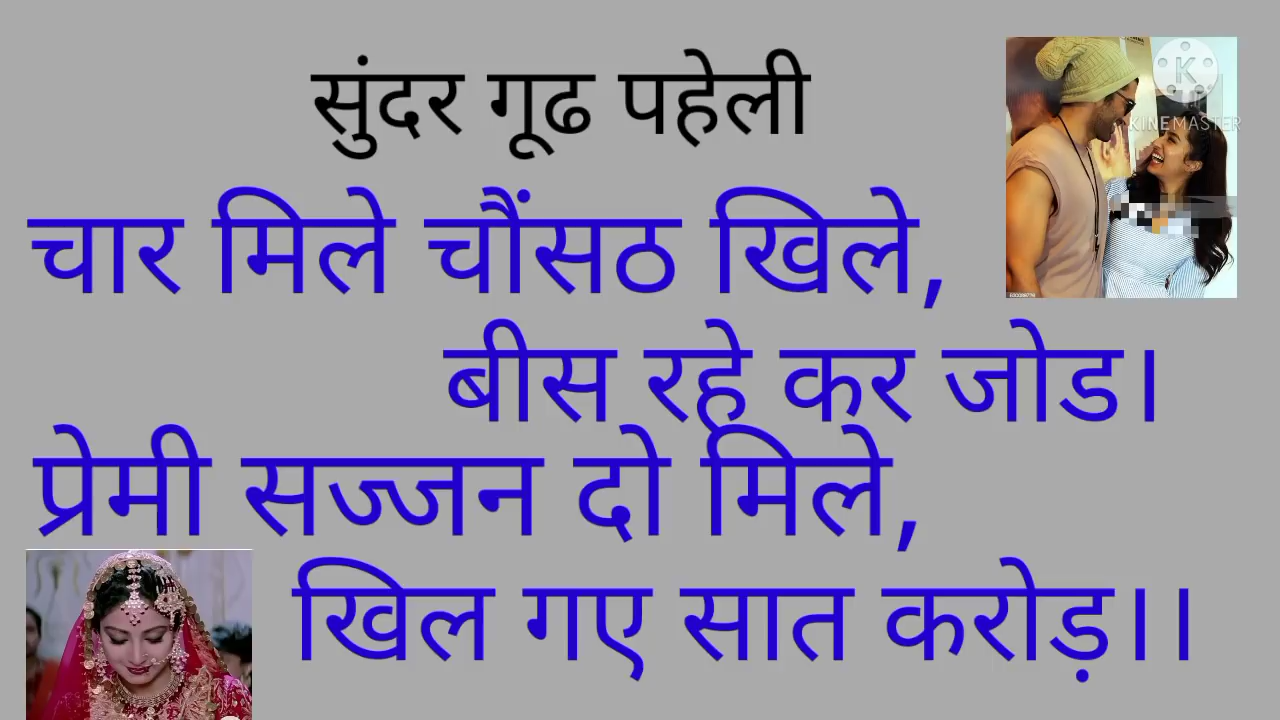 सुंदर गूढ पहेली
KINEMASTER
चार मिले चौंसठ खिले,
बीस रहे कर जोड।
प्रेमी सज्जन दो मिले,
खिल गए सात करोड़।।